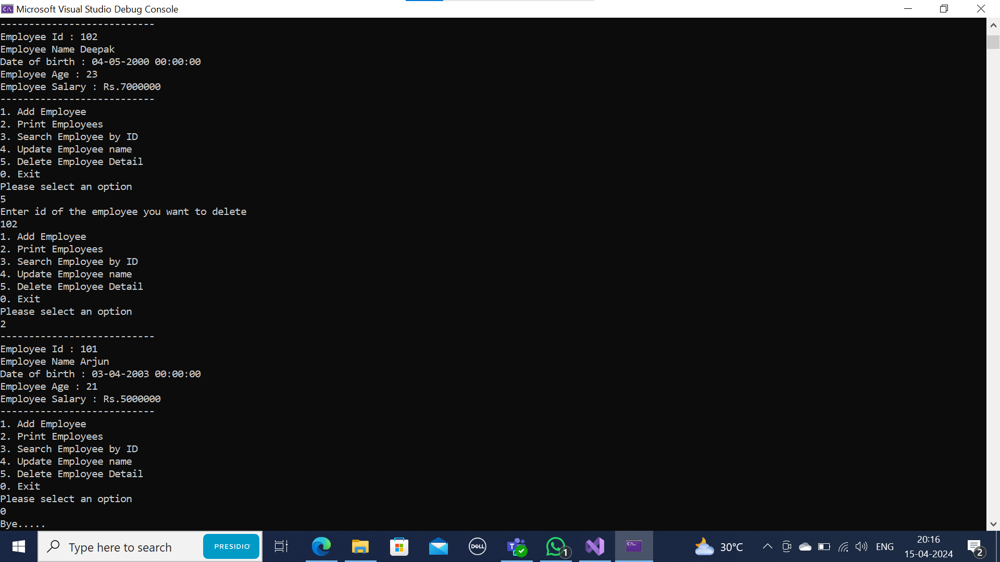 Microsoft Visual Studio Debug Console
---------------------------
Employee Id : 102
Employee Name Deepak
Date of birth : 04-05-2000 00:00:00
Employee Age : 23
Employee Salary : Rs.7000000
---------------------------
1. Add Employee
2. Print Employees
3. Search Employee by ID
4. Update Employee name
5. Delete Employee Detail
0. Exit
Please select an option
5
Enter id of the employee you want to delete
102
1. Add Employee
2. Print Employees
3. Search Employee by ID
4. Update Employee name
5. Delete Employee Detail
0. Exit
Please select an option
2
---------------------------
Employee Id : 101
Employee Name Arjun
Date of birth : 03-04-2003 00:00:00
Employee Age : 21
Employee Salary : Rs.5000000
---------------------------
1. Add Employee
2. Print Employees
3. Search Employee by ID
4. Update Employee name
5. Delete Employee Detail
0. Exit
Please select an option
0
Bye.....
Type here to search
PRESIDIO
DELL
1
30°C
ENG
20:16
15-04-2024
2